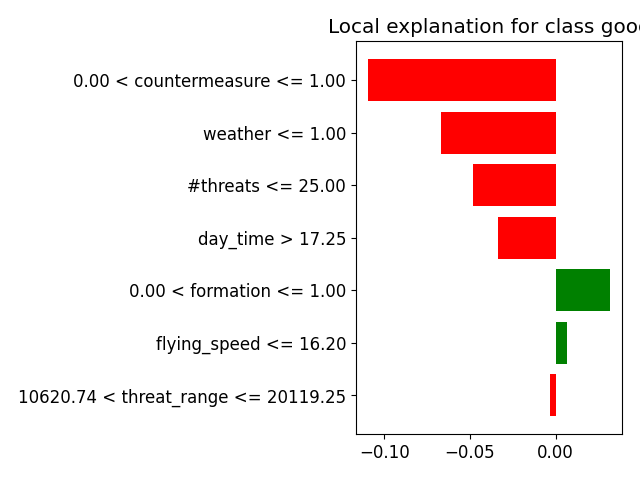 Local explanation for class good
0.00 < countermeasure <= 1.00
weather <= 1.00
#threats <= 25.00
day_time > 17.25
0.00 < formation <= 1.00
flying_speed <= 16.20
10620.74 < threat_range <= 20119.25
−0.10 −0.05 0.00